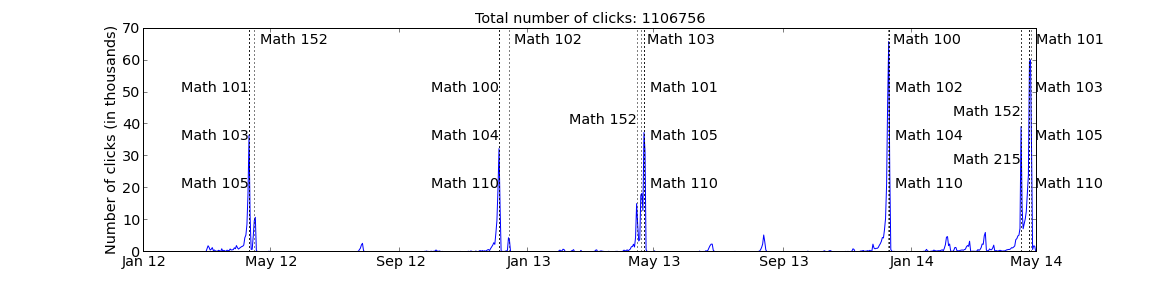 Total number of clicks: 1106756
Number of clicks (in thousands)
70
60
50
40
30
20
10
0
Math 152
Math 102
Math 103
Math 100
Math 101
Math 101
Math 100
Math 101
Math 102
Math 103
Math 152
Math 152
Math 103
Math 104
Math 105
Math 104
Math 105
Math 215
Math 105
Math 110
Math 110
Math 110
Math 110
Jan 12
May 12
Sep 12
Jan 13
May 13
Sep 13
Jan 14
May 14